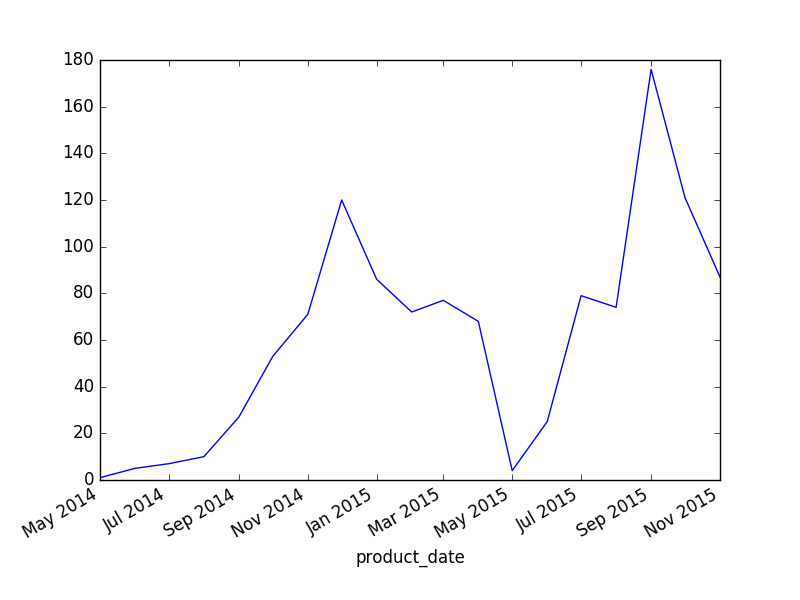 180
160
140
120
100
80
60
40
20
0
May 2014
Jul 2014
Sep 2014
Nov 2014
Jan 2015
Mar 2015
May 2015
Jul 2015
Sep 2015
Nov 2015
product_date